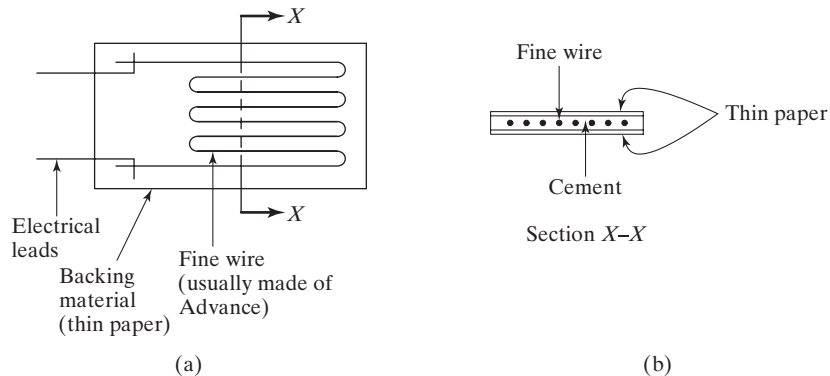 X
X
Electrical
leads
Backing
material
(thin paper)
Fine wire
(usually made of
Advance)
(a)
Fine wire
Thin paper
Cement
Section X–X
(b)